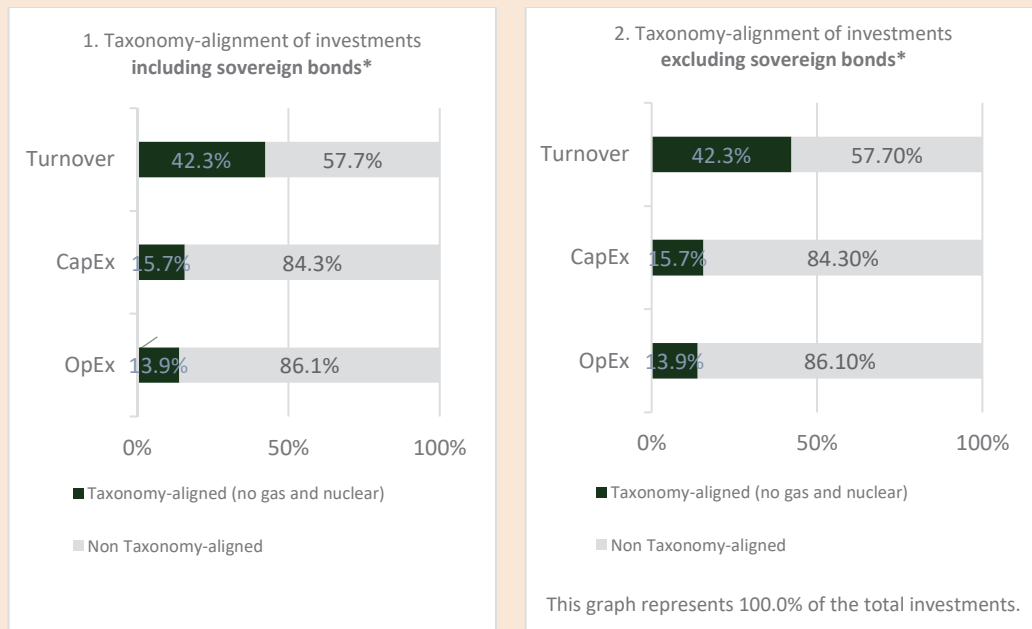 1. Taxonomy-alignment of investments
including sovereign bonds*
Turnover 42.3% 57.7%
CapEx 15.7% 84.3%
OpEx 13.9% 86.1%
0% 50% 100%
Taxonomy-aligned (no gas and nuclear)
Non Taxonomy-aligned
2. Taxonomy-alignment of investments
excluding sovereign bonds*
Turnover 42.3% 57.70%
CapEx 15.7% 84.30%
OpEx 13.9% 86.10%
0% 50% 100%
Taxonomy-aligned (no gas and nuclear)
Non Taxonomy-aligned
This graph represents 100.0% of the total investments.